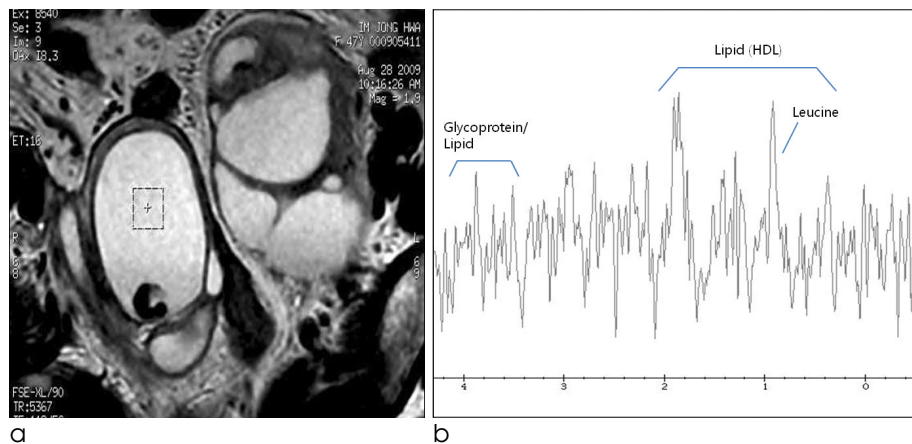 Ex: 8540
Se: 3
Im: 9
OAx I8.3
IM JONG HWA
F 47Y 000905411
Aug 28 2009
10:16:26 AM
Mag = 1.9
ET:16
R
L
FSE-XL/90
TR:5367
a
Lipid (HDL)
Leucine
Glycoprotein/
Lipid
4 3 2 1 0
b